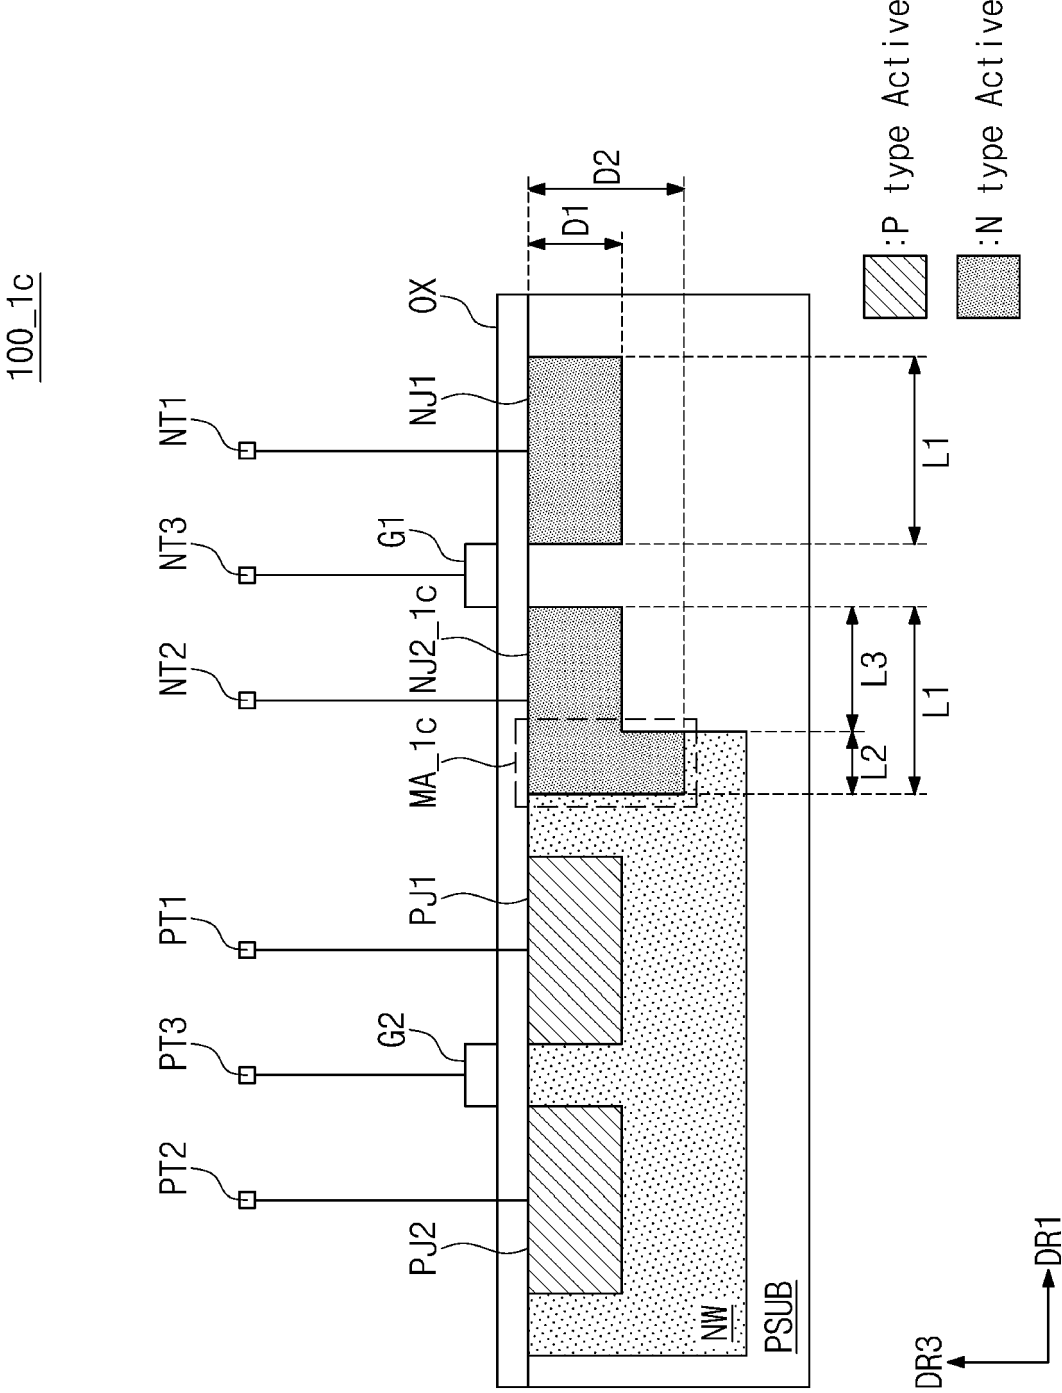 100_1c
PT2
PT3
PT1
NT2
NT3
NT1
PJ2
G2
PJ1
MA_1c
NJ2_1c
G1
NJ1
OX
D1
D2
NW
PSUB
L2
L3
L1
L1
DR3
DR1
:P type Active
:N type Active